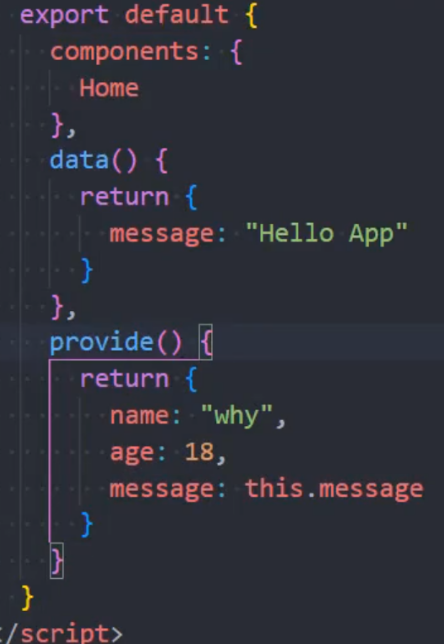 export default {
components: {
Home
},
data() {
return {
message: "Hello App"
}
},
provide() {
return {
name: "why",
age: 18,
message: this.message
}
}
}
</script>